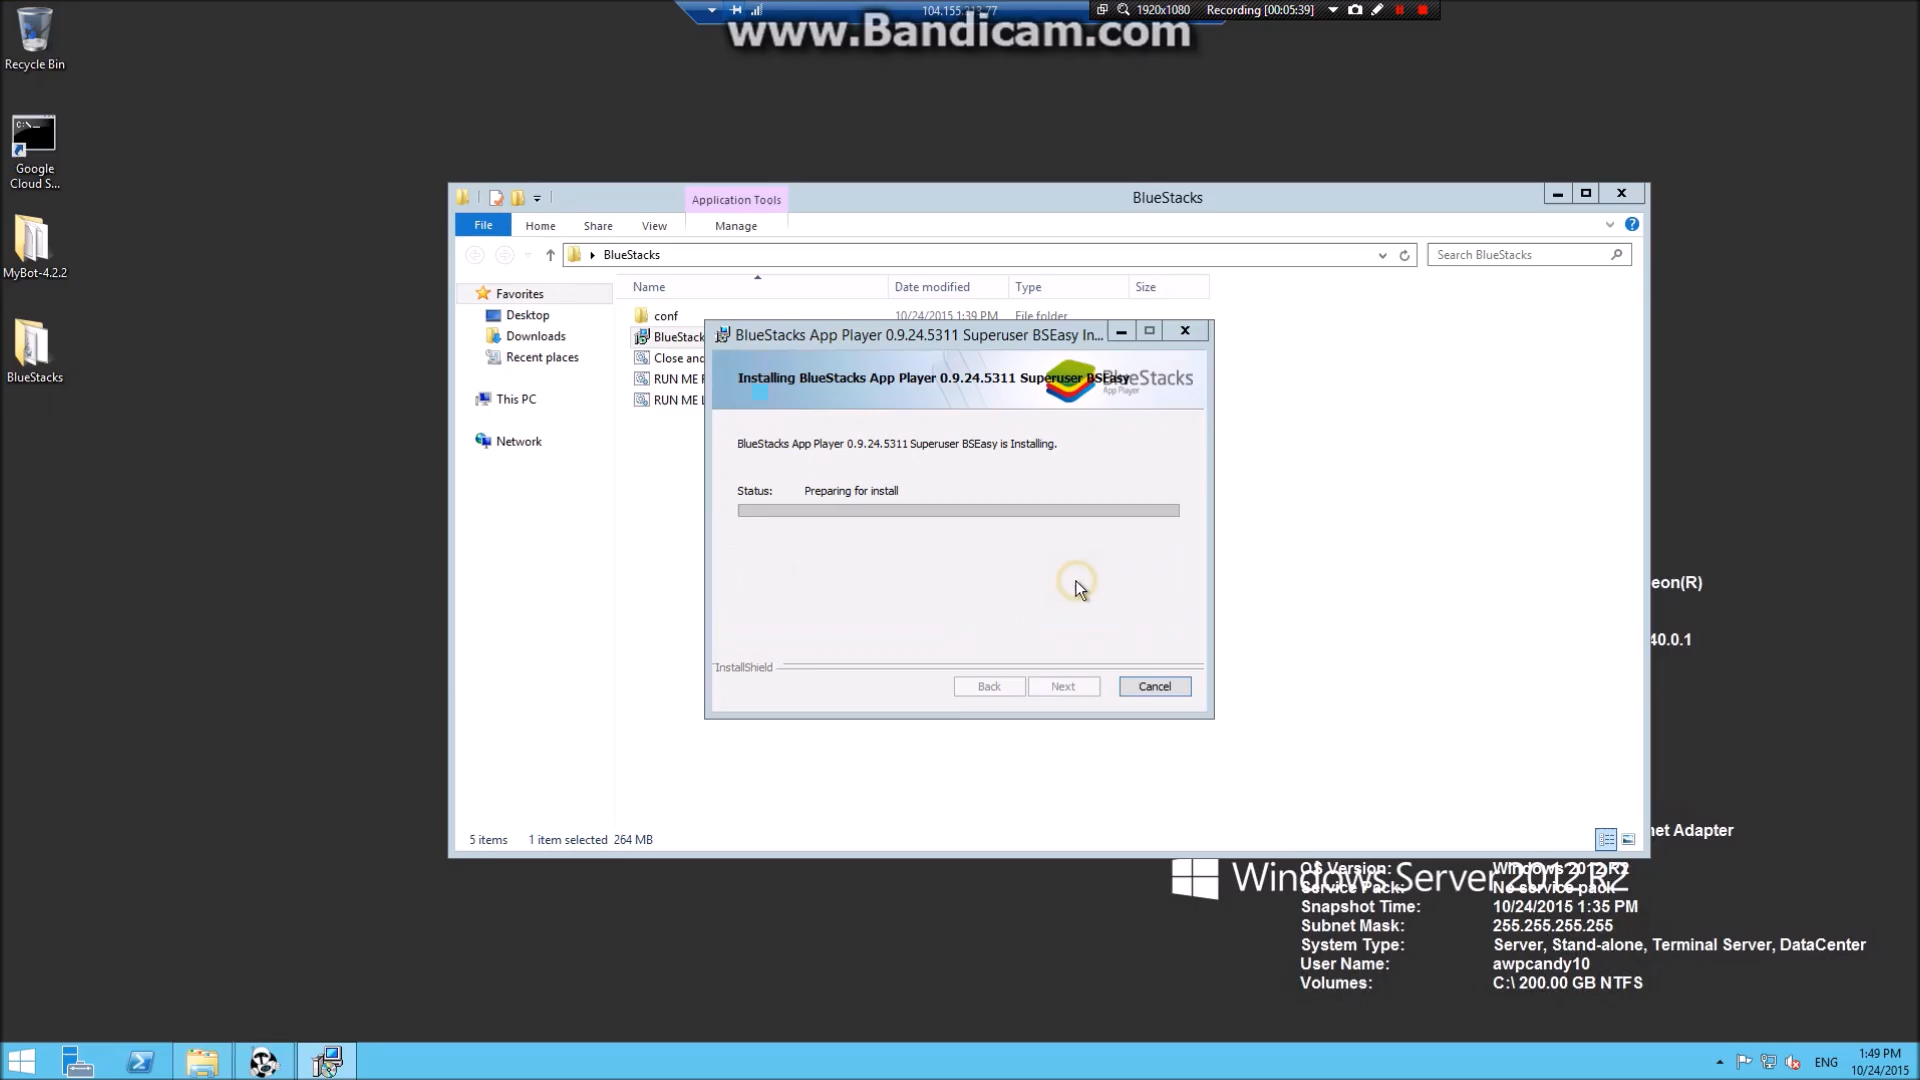 104.155.213.77
1920x1080
Recording [00:05:39]
www.Bandicam.com
Recycle Bin
Google
Cloud S...
MyBot-4.2.2
BlueStacks
Application Tools
BlueStacks
File
Home
Share
View
Manage
BlueStacks
Search BlueStacks
Favorites
Desktop
Downloads
Recent places
This PC
Network
Name
Date modified
Type
Size
conf
10/24/2015 1:39 PM
File folder
BlueStack
Close and
RUN ME
RUN ME
BlueStacks App Player 0.9.24.5311 Superuser BSEasy In...
Installing BlueStacks App Player 0.9.24.5311 Superuser BSEasy
BlueStacks
App Player
BlueStacks App Player 0.9.24.5311 Superuser BSEasy is Installing.
Status:
Preparing for install
InstallShield
Back
Next
Cancel
5 items
1 item selected
264 MB
eon(R)
40.0.1
net Adapter
Windows Server 2012 R2
OS Version:
Windows 2012 R2
Service Pack:
No service pack
Snapshot Time:
10/24/2015 1:35 PM
Subnet Mask:
255.255.255.255
System Type:
Server, Stand-alone, Terminal Server, DataCenter
User Name:
awpcandy10
Volumes:
C:\ 200.00 GB NTFS
ENG
1:49 PM
10/24/2015